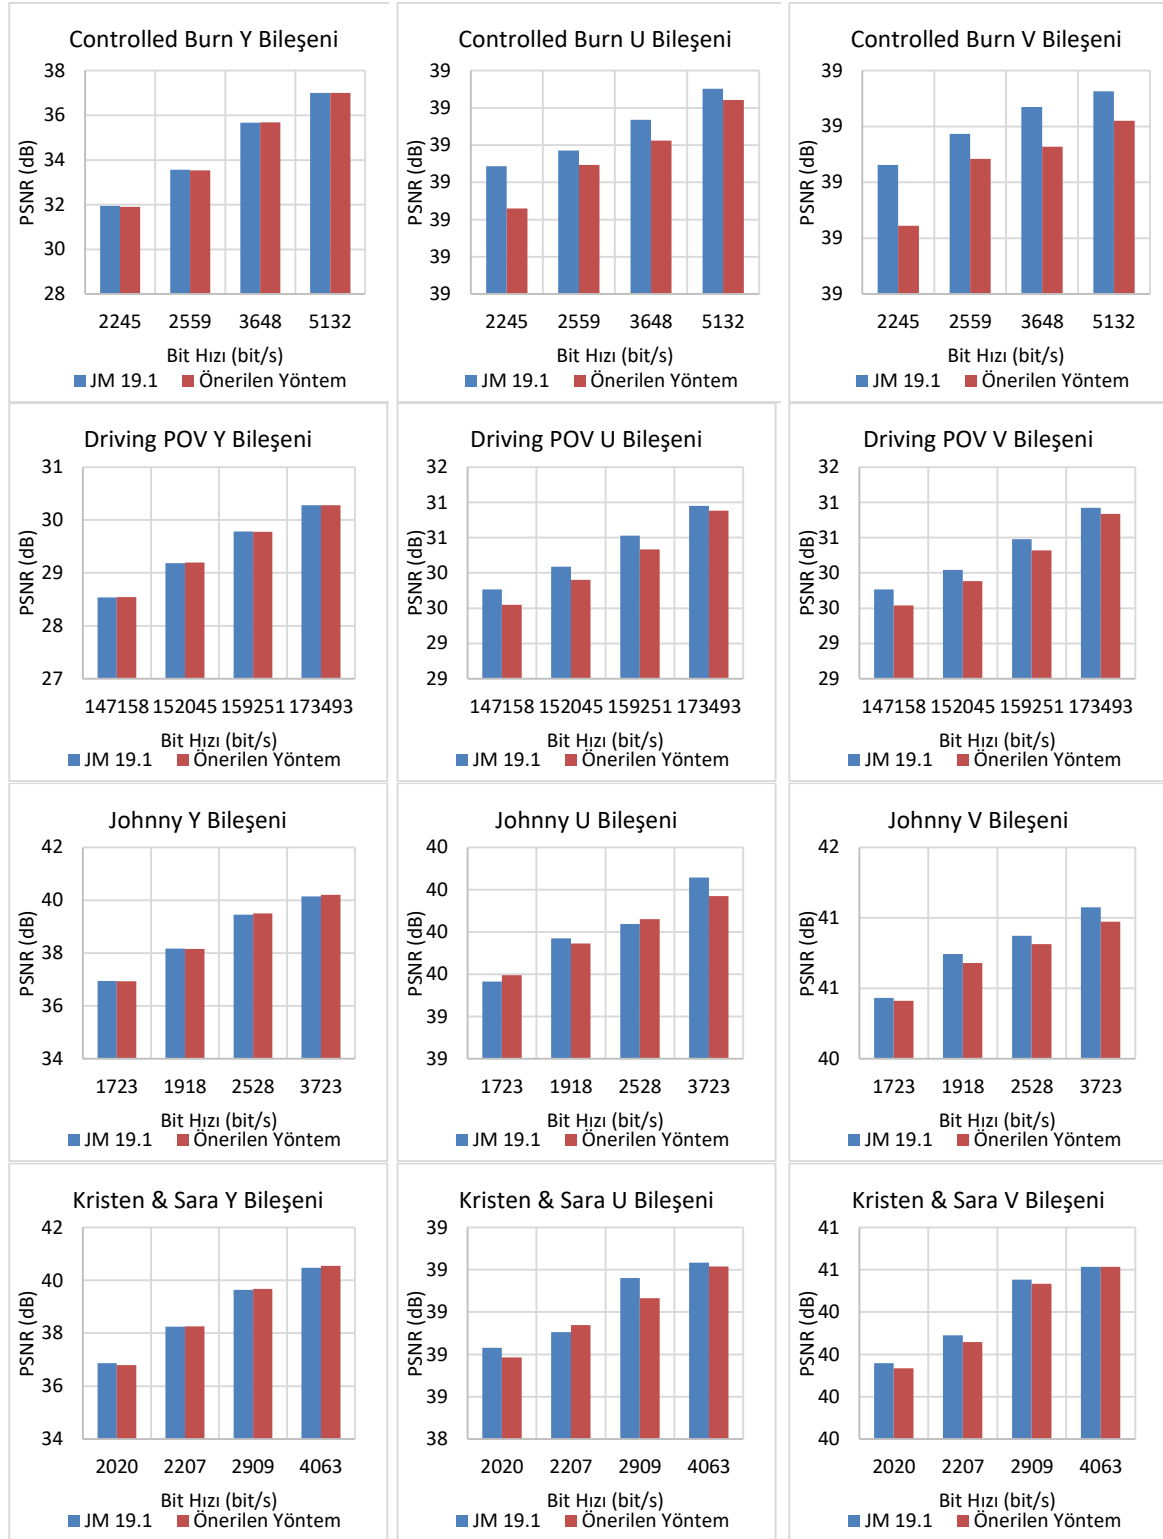 Controlled Burn Y Bileşeni
38
36
34
32
30
28
PSNR (dB)
2245 2559 3648 5132
Bit Hızı (bit/s)
JM 19.1 Önerilen Yöntem
Controlled Burn U Bileşeni
39
39
39
39
39
39
39
PSNR (dB)
2245 2559 3648 5132
Bit Hızı (bit/s)
JM 19.1 Önerilen Yöntem
Controlled Burn V Bileşeni
39
39
39
39
39
PSNR (dB)
2245 2559 3648 5132
Bit Hızı (bit/s)
JM 19.1 Önerilen Yöntem
Driving POV Y Bileşeni
31
30
29
28
27
PSNR (dB)
147158 152045 159251 173493
Bit Hızı (bit/s)
JM 19.1 Önerilen Yöntem
Driving POV U Bileşeni
32
31
31
30
30
29
29
PSNR (dB)
147158 152045 159251 173493
Bit Hızı (bit/s)
JM 19.1 Önerilen Yöntem
Driving POV V Bileşeni
32
31
31
30
30
29
29
PSNR (dB)
147158 152045 159251 173493
Bit Hızı (bit/s)
JM 19.1 Önerilen Yöntem
Johnny Y Bileşeni
42
40
38
36
34
PSNR (dB)
1723 1918 2528 3723
Bit Hızı (bit/s)
JM 19.1 Önerilen Yöntem
Johnny U Bileşeni
40
40
40
40
39
39
PSNR (dB)
1723 1918 2528 3723
Bit Hızı (bit/s)
JM 19.1 Önerilen Yöntem
Johnny V Bileşeni
42
41
41
40
PSNR (dB)
1723 1918 2528 3723
Bit Hızı (bit/s)
JM 19.1 Önerilen Yöntem
Kristen & Sara Y Bileşeni
42
40
38
36
34
PSNR (dB)
2020 2207 2909 4063
Bit Hızı (bit/s)
JM 19.1 Önerilen Yöntem
Kristen & Sara U Bileşeni
39
39
39
39
39
38
PSNR (dB)
2020 2207 2909 4063
Bit Hızı (bit/s)
JM 19.1 Önerilen Yöntem
Kristen & Sara V Bileşeni
41
41
40
40
40
40
PSNR (dB)
2020 2207 2909 4063
Bit Hızı (bit/s)
JM 19.1 Önerilen Yöntem